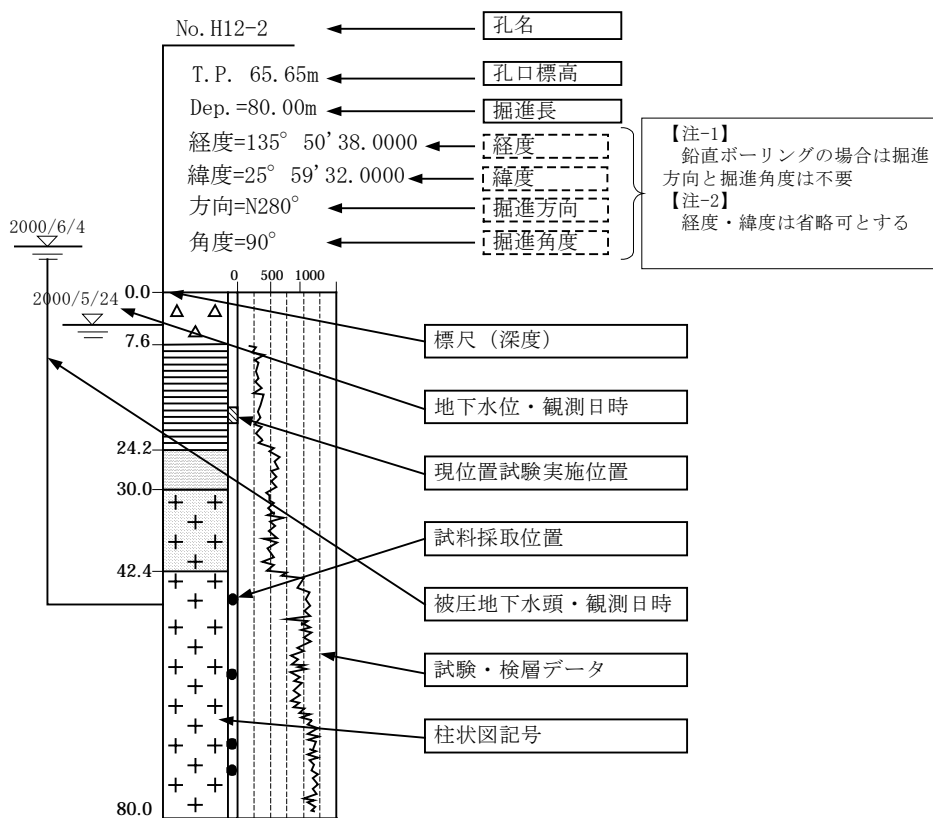 No.H12-2
孔名
T.P. 65.65m
孔口標高
Dep.=80.00m
掘進長
経度=135° 50'38.0000
経度
緯度=25° 59'32.0000
緯度
方向=N280°
掘進方向
角度=90°
掘進角度
【注-1】
鉛直ボーリングの場合は掘進
方向と掘進角度は不要
【注-2】
経度・緯度は省略可とする
2000/6/4
0 500 1000
2000/5/24
0.0
7.6
24.2
30.0
42.4
80.0
標尺（深度）
地下水位・観測日時
現位置試験実施位置
試料採取位置
被圧地下水頭・観測日時
試験・検層データ
柱状図記号